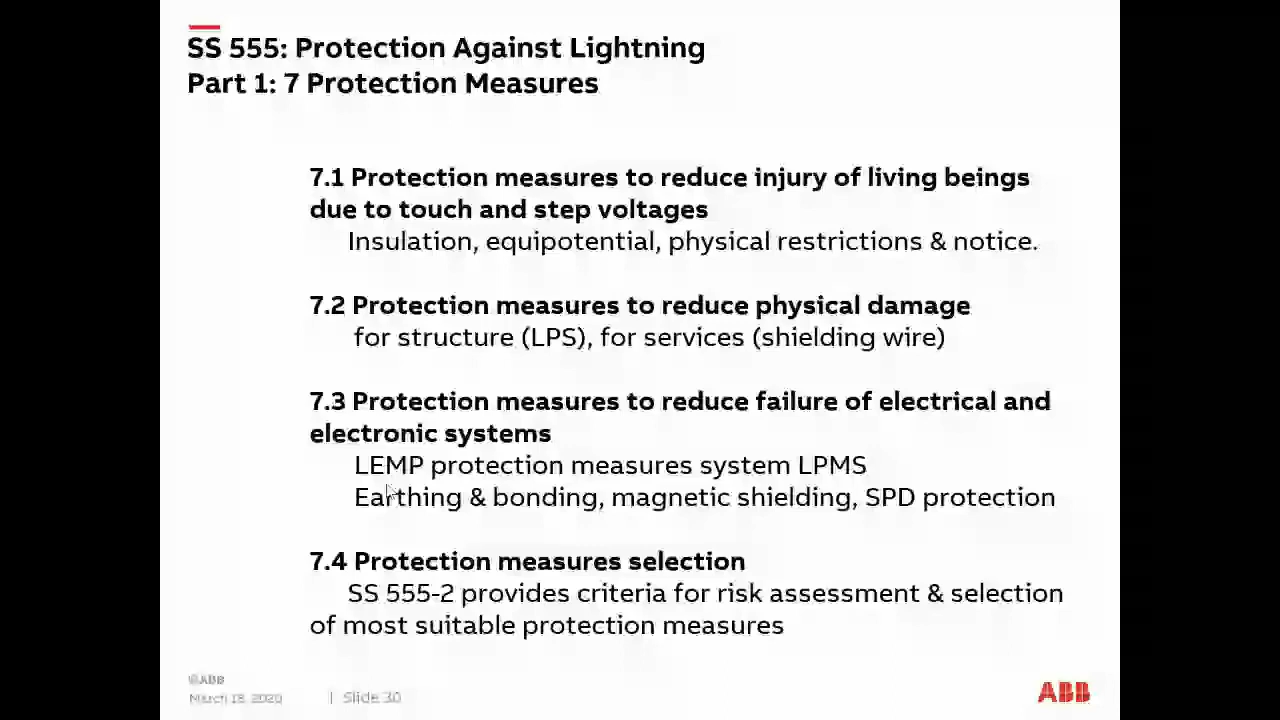 SS 555: Protection Against Lightning
Part 1: 7 Protection Measures
7.1 Protection measures to reduce injury of living beings
due to touch and step voltages
Insulation, equipotential, physical restrictions & notice.
7.2 Protection measures to reduce physical damage
for structure (LPS), for services (shielding wire)
7.3 Protection measures to reduce failure of electrical and
electronic systems
LEMP protection measures system LPMS
Earthing & bonding, magnetic shielding, SPD protection
7.4 Protection measures selection
SS 555-2 provides criteria for risk assessment & selection
of most suitable protection measures
©ABB
March 18, 2020 | Slide 30
ABB